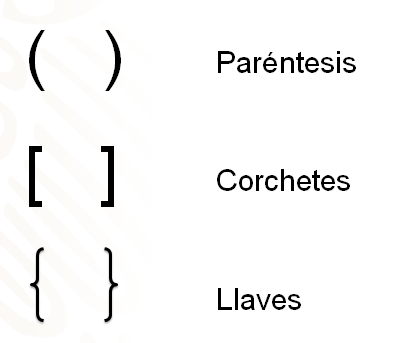 ( ) Paréntesis
[ ] Corchetes
{ } Llaves